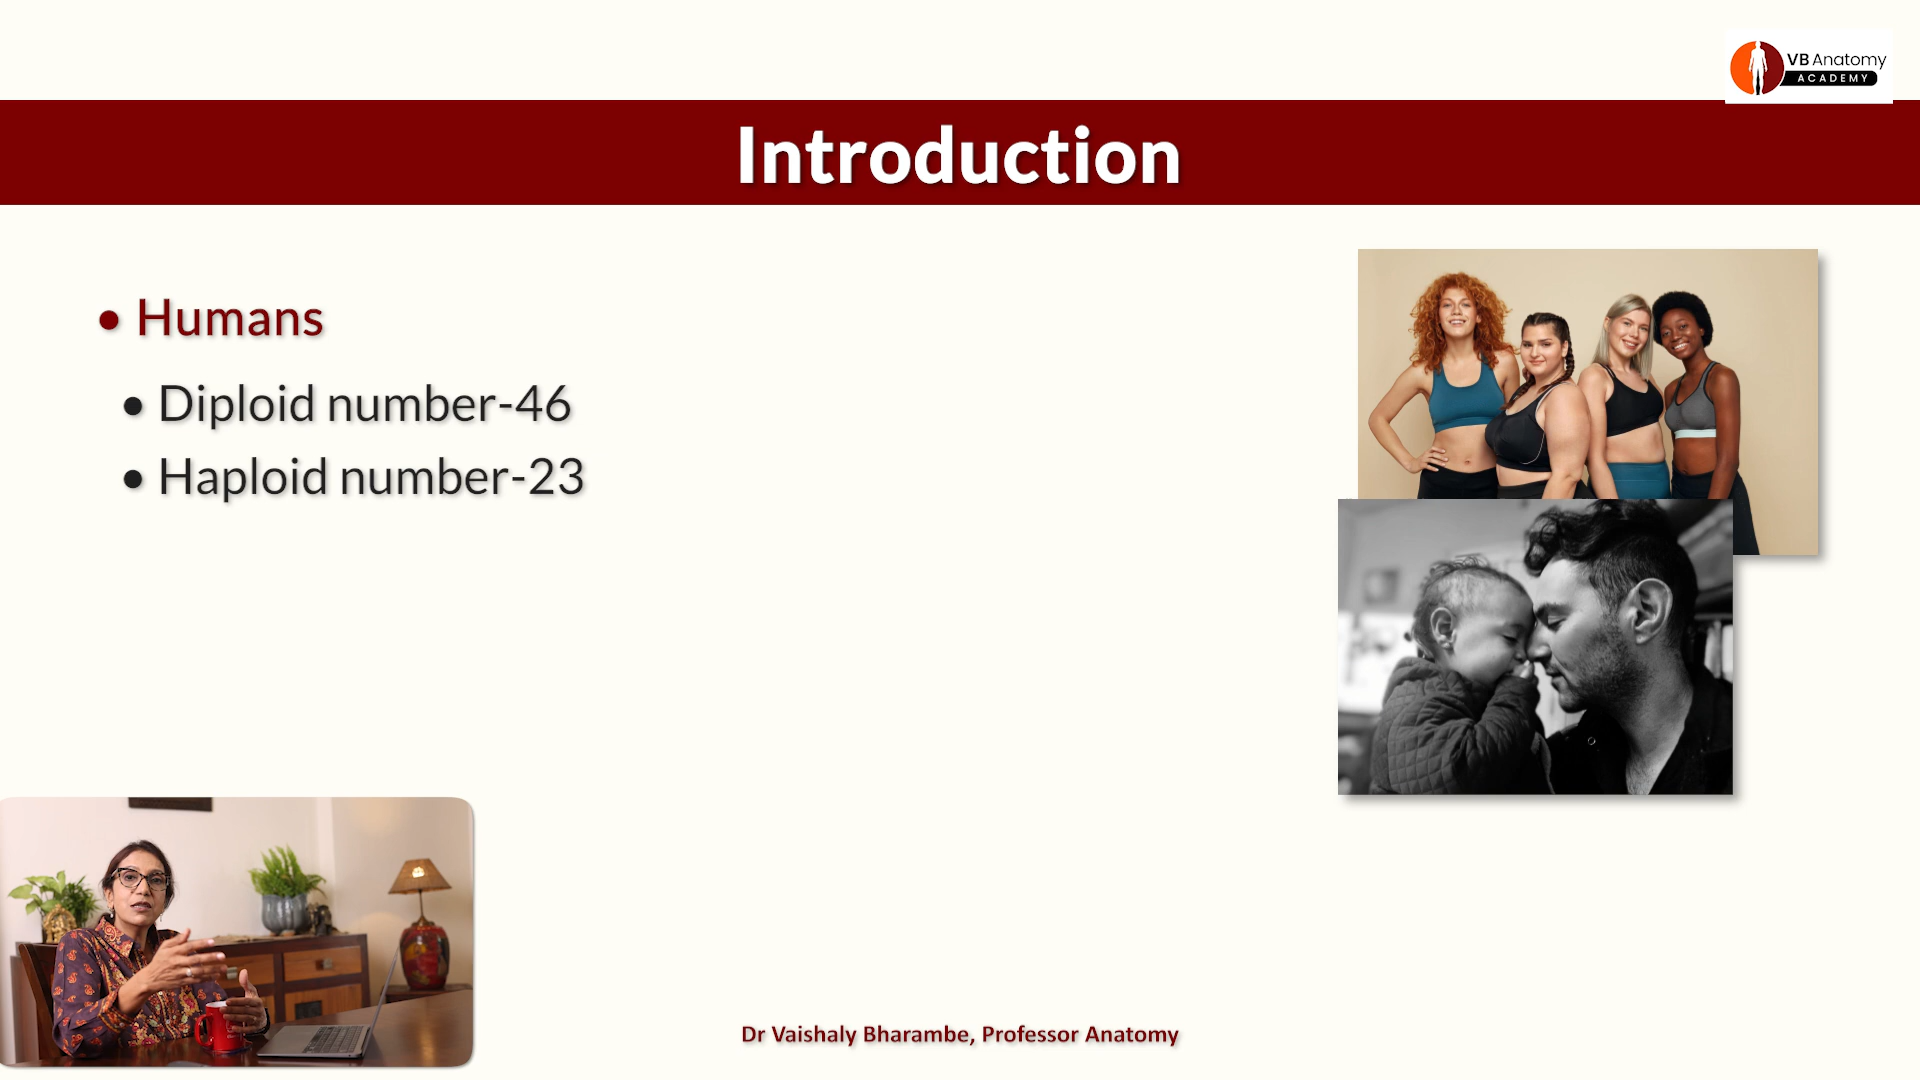 VB Anatomy
ACADEMY
Introduction
• Humans
• Diploid number-46
• Haploid number-23
Dr Vaishaly Bharambe, Professor Anatomy